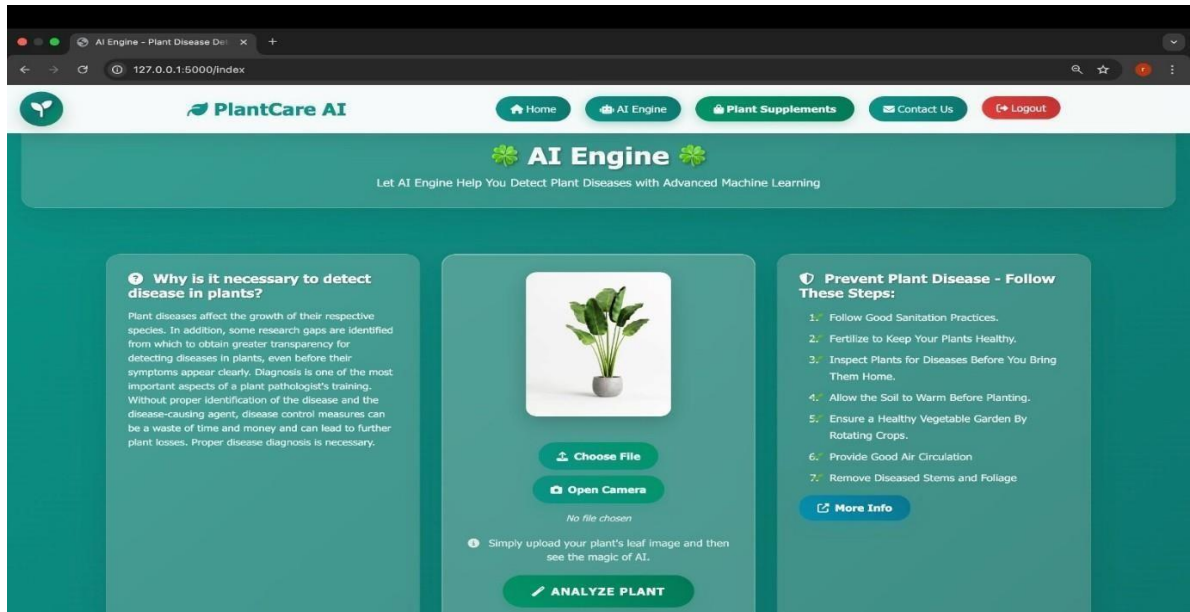 AI Engine - Plant Disease Det
127.0.0.1:5000/index
PlantCare AI
Home
AI Engine
Plant Supplements
Contact Us
Logout
AI Engine
Let AI Engine Help You Detect Plant Diseases with Advanced Machine Learning
Why is it necessary to detect
disease in plants?
Plant diseases affect the growth of their respective
species. In addition, some research gaps are identified
from which to obtain greater transparency for
detecting diseases in plants, even before their
symptoms appear clearly. Diagnosis is one of the most
important aspects of a plant pathologist's training.
Without proper identification of the disease and the
disease-causing agent, disease control measures can
be a waste of time and money and can lead to further
plant losses. Proper disease diagnosis is necessary.
Choose File
Open Camera
No file chosen
Simply upload your plant's leaf image and then
see the magic of AI.
ANALYZE PLANT
Prevent Plant Disease - Follow
These Steps:
1. Follow Good Sanitation Practices.
2. Fertilize to Keep Your Plants Healthy.
3. Inspect Plants for Diseases Before You Bring
Them Home.
4. Allow the Soil to Warm Before Planting.
5. Ensure a Healthy Vegetable Garden By
Rotating Crops.
6. Provide Good Air Circulation
7. Remove Diseased Stems and Foliage
More Info